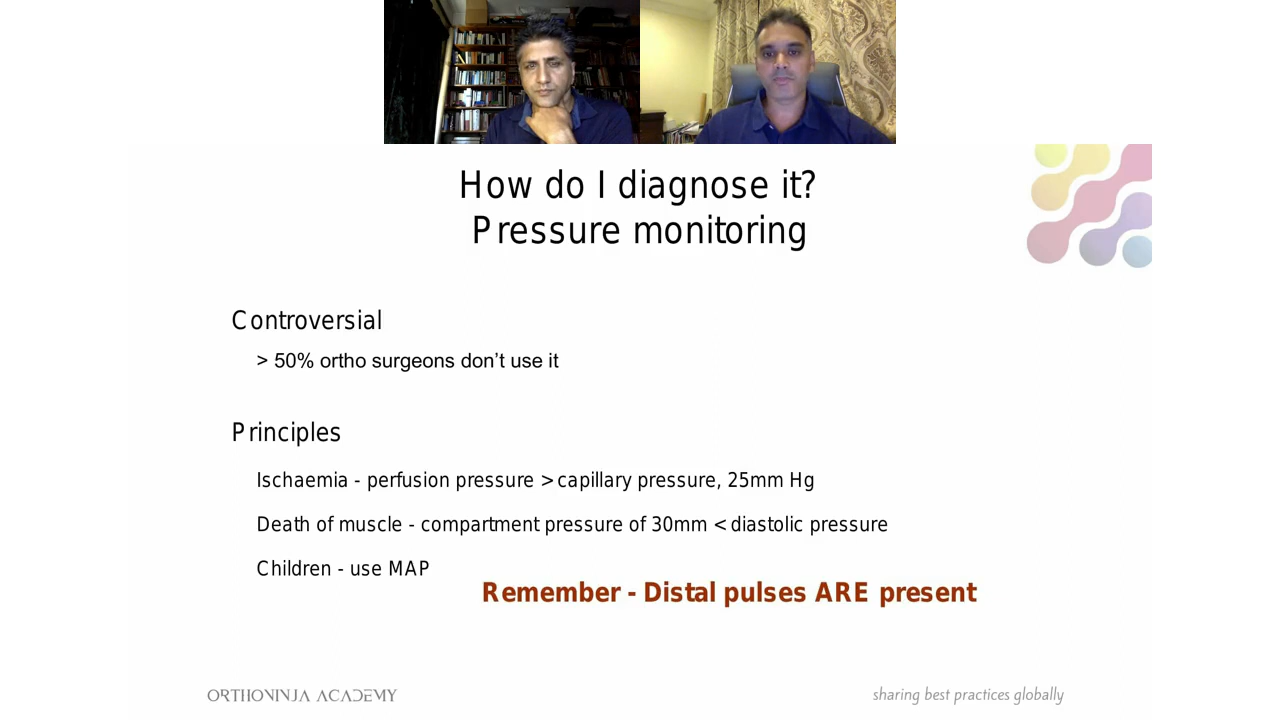 How do I diagnose it?
Pressure monitoring
Controversial
> 50% ortho surgeons don’t use it
Principles
Ischaemia - perfusion pressure > capillary pressure, 25mm Hg
Death of muscle - compartment pressure of 30mm < diastolic pressure
Children - use MAP
Remember - Distal pulses ARE present
ORTHONINJA ACADEMY
sharing best practices globally